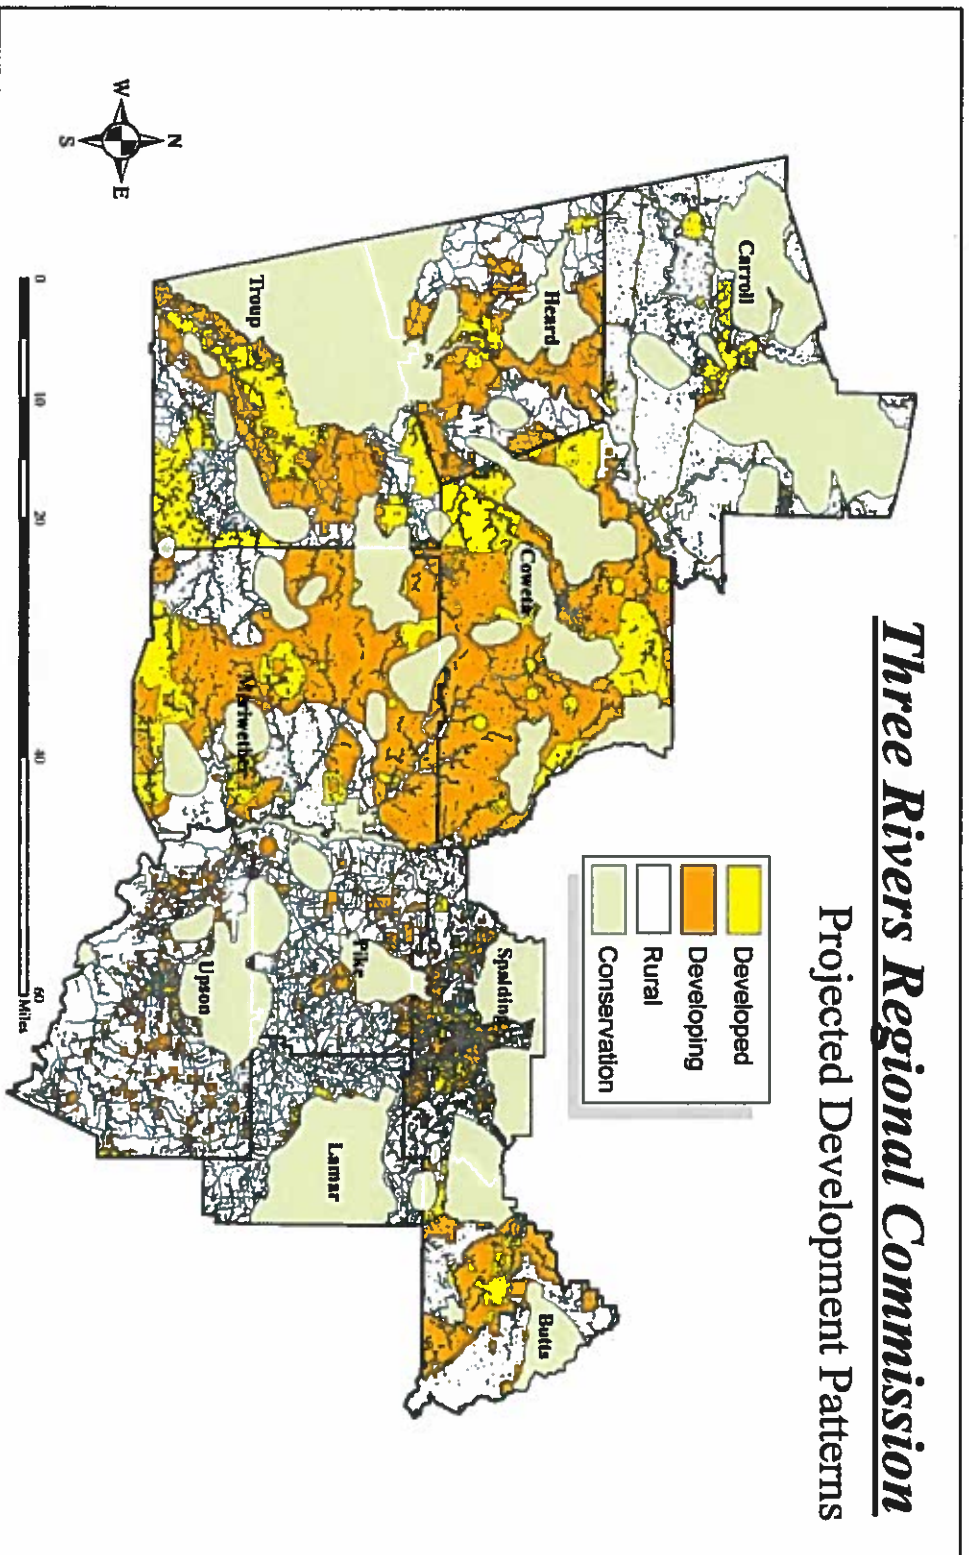 Three Rivers Regional Commission
Projected Development Patterns
Developed
Developing
Rural
Conservation
Carroll
Heard
Troup
Coweta
Meriwether
Spalding
Pike
Upson
Lamar
Butts
N
W
E
S
0 10 20 40 60
Miles